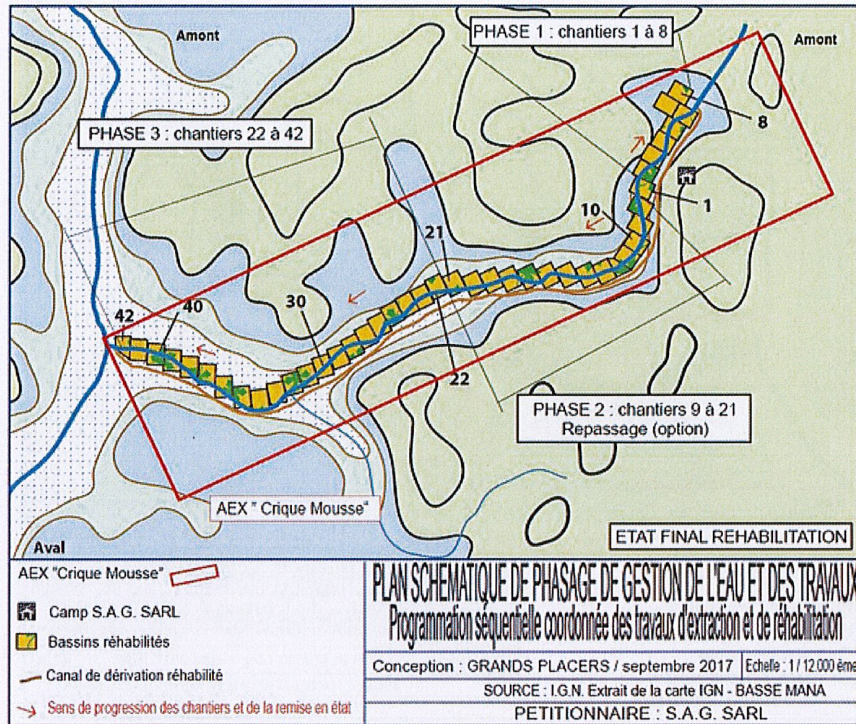 Amont
PHASE 1 : chantiers 1 à 8
Amont
PHASE 3 : chantiers 22 à 42
8
1
10
21
30
40
42
22
PHASE 2 : chantiers 9 à 21
Repassage (option)
AEX " Crique Mousse"
Aval
ETAT FINAL REHABILITATION
AEX "Crique Mousse"
Camp S.A.G. SARL
Bassins réhabilités
Canal de dérivation réhabilité
Sens de progression des chantiers et de la remise en état
PLAN SCHEMATIQUE DE PHASAGE DE GESTION DE L'EAU ET DES TRAVAUX
Programmation séquentielle coordonnée des travaux d'extraction et de réhabilitation
Conception : GRANDS PLACERS / septembre 2017
Echelle : 1 / 12.000 ème
SOURCE : I.G.N. Extrait de la carte IGN - BASSE MANA
PETITIONNAIRE : S.A.G. SARL